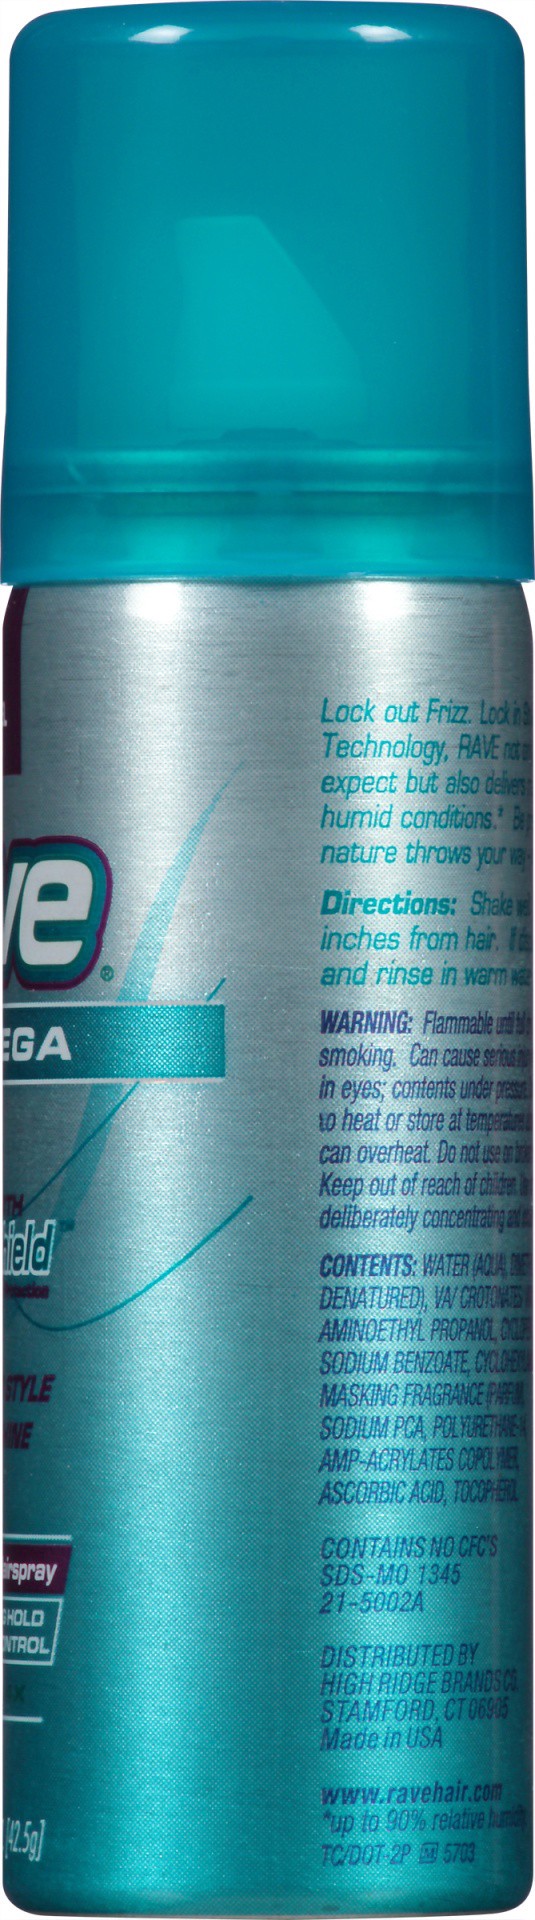 ve®
EGA
TH
hield™
STYLE
INE
airspray
G HOLD
ONTROL
[42.5g]
Lock out Frizz. Lock in
Technology, RAVE not
expect but also delivers
humid conditions.* Be
nature throws your way
Directions: Shake
inches from hair. If
and rinse in warm
WARNING: Flammable until
smoking. Can cause serious
in eyes; contents under pressure.
to heat or store at temperatures
can overheat. Do not use on
Keep out of reach of children.
deliberately concentrating and
CONTENTS: WATER (AQUA),
DENATURED), VA/ CROTONATES
AMINOETHYL PROPANOL,
SODIUM BENZOATE,
MASKING FRAGRANCE (PARFUM),
SODIUM PCA, POLYURETHANE-14,
AMP-ACRYLATES COPOLYMER,
ASCORBIC ACID, TOCOPHEROL
CONTAINS NO CFC'S
SDS-MO 1345
21-5002A
DISTRIBUTED BY
HIGH RIDGE BRANDS CO.
STAMFORD, CT 06905
Made in USA
www.ravehair.com
*up to 90% relative humidity
TC/DOT-2P M 5703